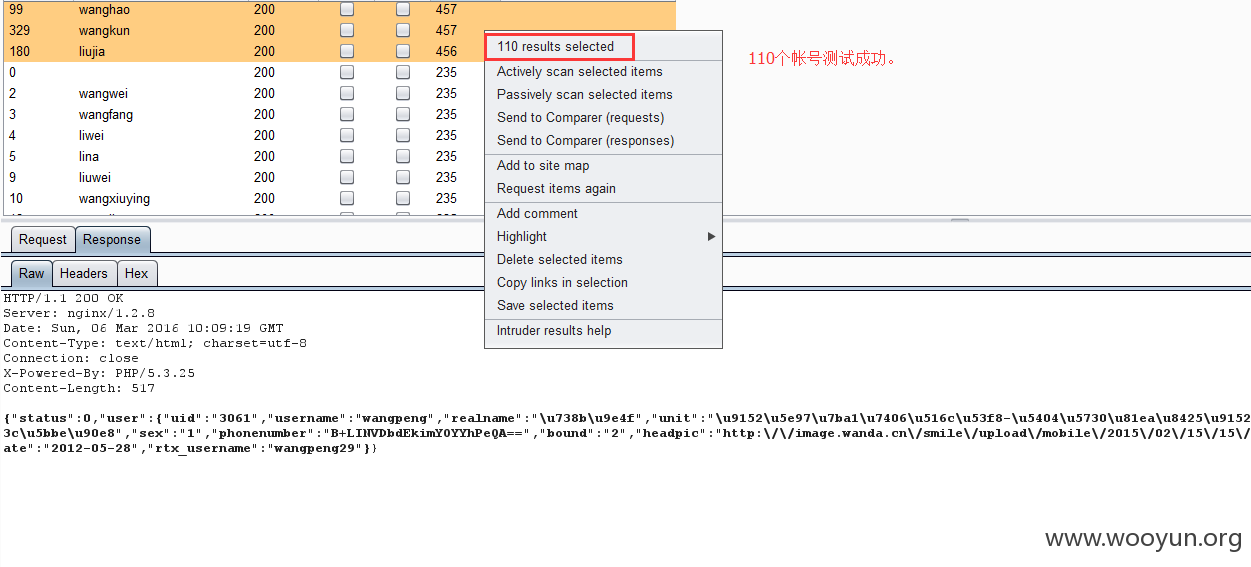 99 wanghao 200 457
329 wangkun 200 457
180 liujia 200 456
0 200 235
2 wangwei 200 235
3 wangfang 200 235
4 liwei 200 235
5 lina 200 235
9 liuwei 200 235
10 wangxiuying 200 235
110 results selected
Actively scan selected items
Passively scan selected items
Send to Comparer (requests)
Send to Comparer (responses)
Add to site map
Request items again
Add comment
Highlight
Delete selected items
Copy links in selection
Save selected items
Intruder results help
110个帐号测试成功。
Request Response
Raw Headers Hex
HTTP/1.1 200 OK
Server: nginx/1.2.8
Date: Sun, 06 Mar 2016 10:09:19 GMT
Content-Type: text/html; charset=utf-8
Connection: close
X-Powered-By: PHP/5.3.25
Content-Length: 517
{"status":0,"user":{"uid":"3061","username":"wangpeng","realname":"\u738b\u9e4f","unit":"\u9152\u5e97\u7ba1\u7406\u516c\u53f8-\u5404\u5730\u81ea\u8425\u9152
3c\u5bbe\u90e8","sex":"1","phonenumber":"B+LINVDbdEkimYOYYhPeQA==","bound":"2","headpic":"http:\/\/image.wanda.cn\/smile\/upload\/mobile\/2015\/02\/15\/15\/
ate":"2012-05-28","rtx_username":"wangpeng29"}}
www.wooyun.org